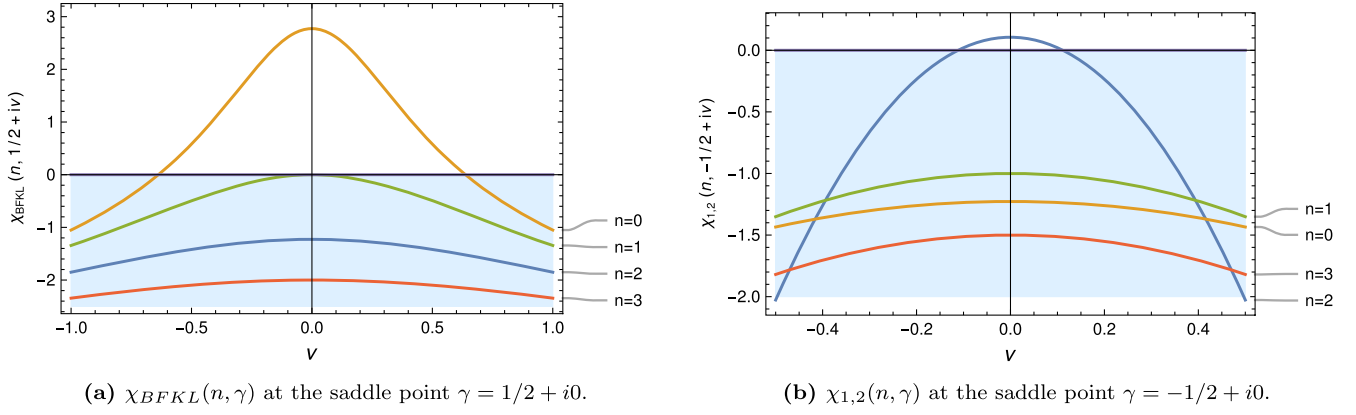 χBFKL (n, 1/2 + iν)
3
2
1
0
−1
−2
−1.0
−0.5
0.0
0.5
1.0
ν
n=0
n=1
n=2
n=3
(a) χBFKL(n, γ) at the saddle point γ = 1/2 + i0.
χ1,2 (n, −1/2 + iν)
0.0
−0.5
−1.0
−1.5
−2.0
−0.4
−0.2
0.0
0.2
0.4
ν
n=1
n=0
n=3
n=2
(b) χ1,2(n, γ) at the saddle point γ = −1/2 + i0.